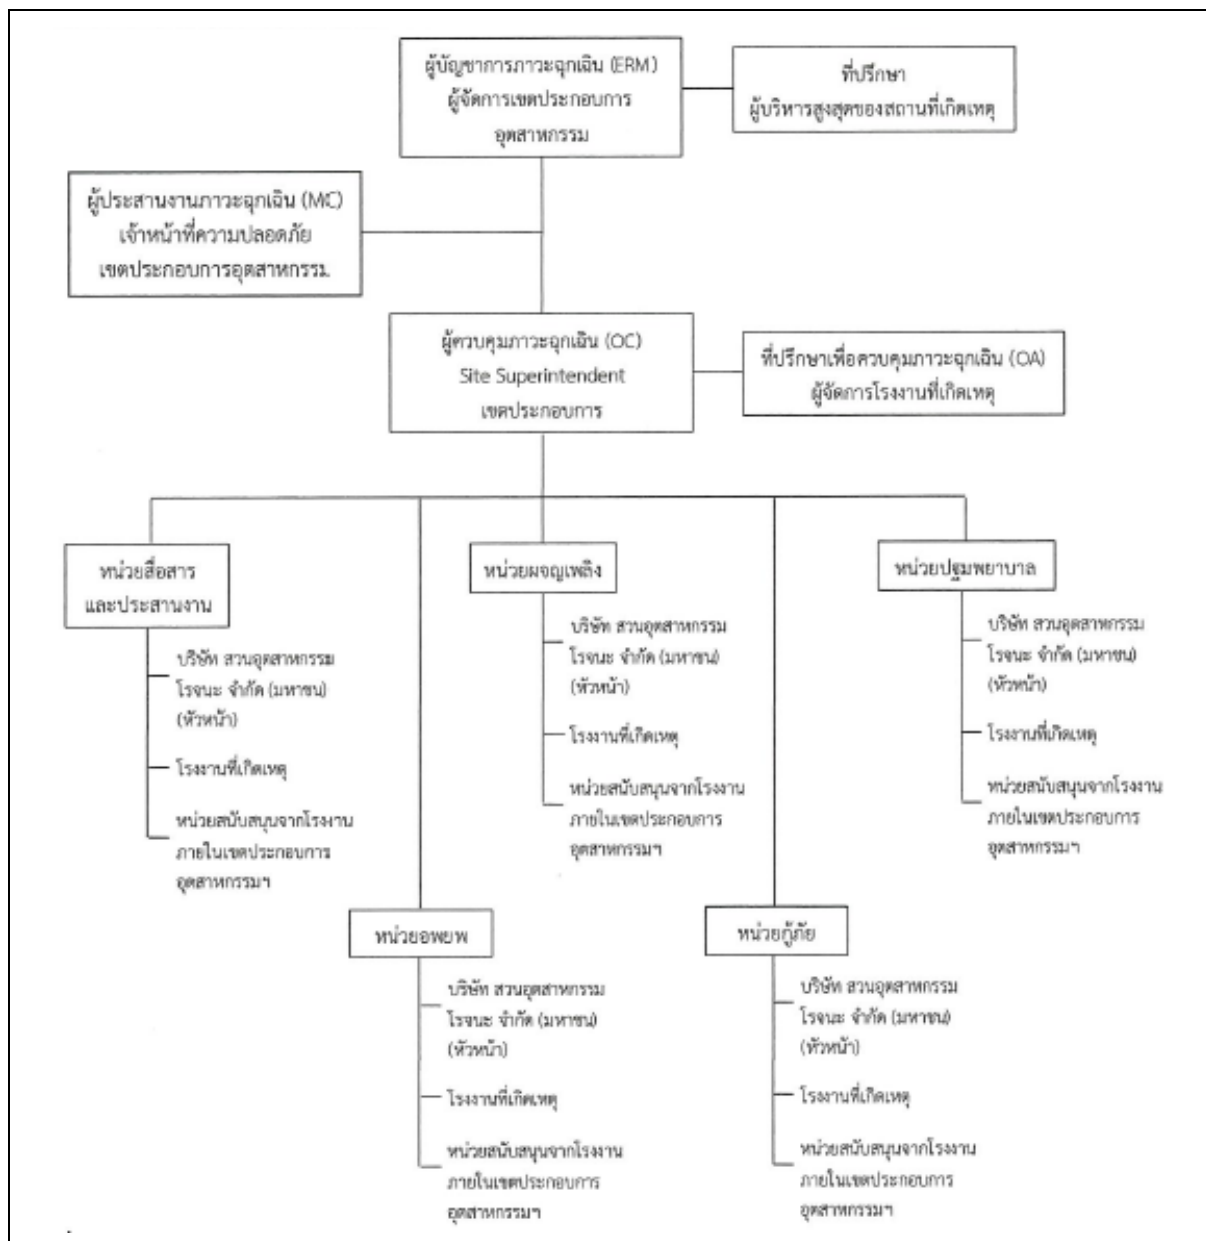 ผู้บัญชาการภาวะฉุกเฉิน (ERM)
ผู้จัดการเขตประกอบการ
อุตสาหกรรม
ที่ปรึกษา
ผู้บริหารสูงสุดของสถานที่เกิดเหตุ
ผู้ประสานงานภาวะฉุกเฉิน (MC)
เจ้าหน้าที่ความปลอดภัย
เขตประกอบการอุตสาหกรรม
ผู้ควบคุมภาวะฉุกเฉิน (OC)
Site Superintendent
เขตประกอบการ
ที่ปรึกษาเพื่อควบคุมภาวะฉุกเฉิน (OA)
ผู้จัดการโรงงานที่เกิดเหตุ
หน่วยสื่อสาร
และประสานงาน
บริษัท สวนอุตสาหกรรม
โรจนะ จำกัด (มหาชน)
(หัวหน้า)
โรงงานที่เกิดเหตุ
หน่วยสนับสนุนจากโรงงาน
ภายในเขตประกอบการ
อุตสาหกรรมฯ
หน่วยผจญเพลิง
บริษัท สวนอุตสาหกรรม
โรจนะ จำกัด (มหาชน)
(หัวหน้า)
โรงงานที่เกิดเหตุ
หน่วยสนับสนุนจากโรงงาน
ภายในเขตประกอบการ
อุตสาหกรรมฯ
หน่วยปฐมพยาบาล
บริษัท สวนอุตสาหกรรม
โรจนะ จำกัด (มหาชน)
(หัวหน้า)
โรงงานที่เกิดเหตุ
หน่วยสนับสนุนจากโรงงาน
ภายในเขตประกอบการ
อุตสาหกรรมฯ
หน่วยอพยพ
บริษัท สวนอุตสาหกรรม
โรจนะ จำกัด (มหาชน)
(หัวหน้า)
โรงงานที่เกิดเหตุ
หน่วยสนับสนุนจากโรงงาน
ภายในเขตประกอบการ
อุตสาหกรรมฯ
หน่วยกู้ภัย
บริษัท สวนอุตสาหกรรม
โรจนะ จำกัด (มหาชน)
(หัวหน้า)
โรงงานที่เกิดเหตุ
หน่วยสนับสนุนจากโรงงาน
ภายในเขตประกอบการ
อุตสาหกรรมฯ